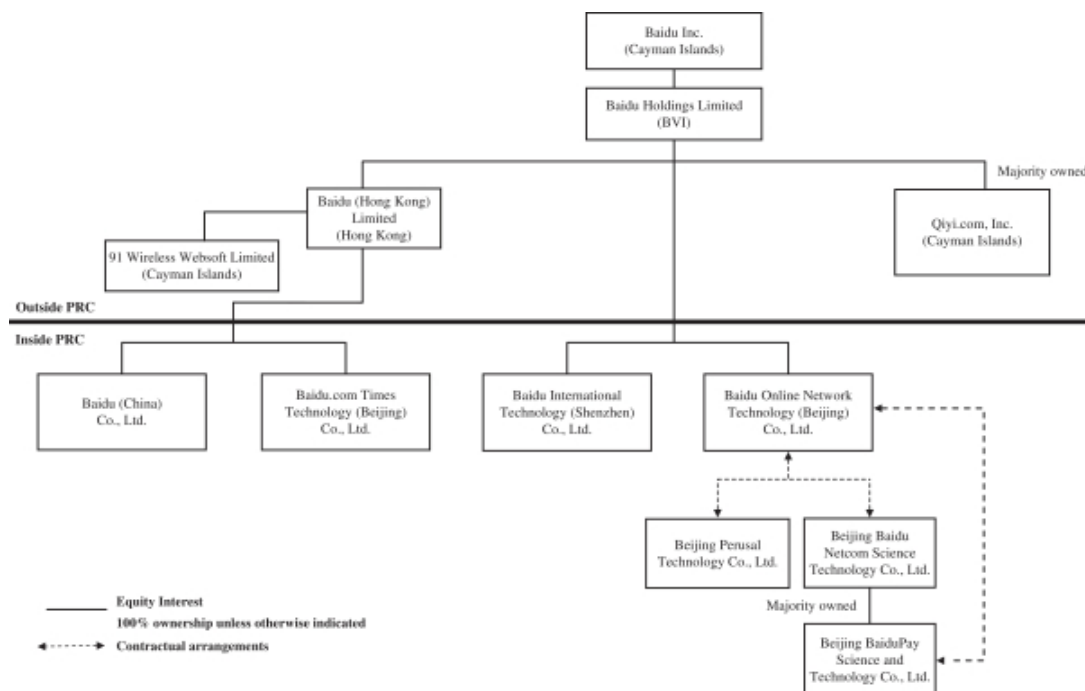 Baidu Inc.
(Cayman Islands)
Baidu Holdings Limited
(BVI)
Majority owned
Baidu (Hong Kong)
Limited
(Hong Kong)
Qiyi.com, Inc.
(Cayman Islands)
91 Wireless Websoft Limited
(Cayman Islands)
Outside PRC
Inside PRC
Baidu (China)
Co., Ltd.
Baidu.com Times
Technology (Beijing)
Co., Ltd.
Baidu International
Technology (Shenzhen)
Co., Ltd.
Baidu Online Network
Technology (Beijing)
Co., Ltd.
Beijing Perusal
Technology Co., Ltd.
Beijing Baidu
Netcom Science
Technology Co., Ltd.
Majority owned
Beijing BaiduPay
Science and
Technology Co., Ltd.
Equity Interest
100% ownership unless otherwise indicated
Contractual arrangements